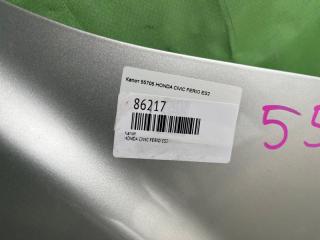 Капот 55705 HONDA CIVIC FERIO ES2
86217
Капот
HONDA CIVIC FERIO ES2
55